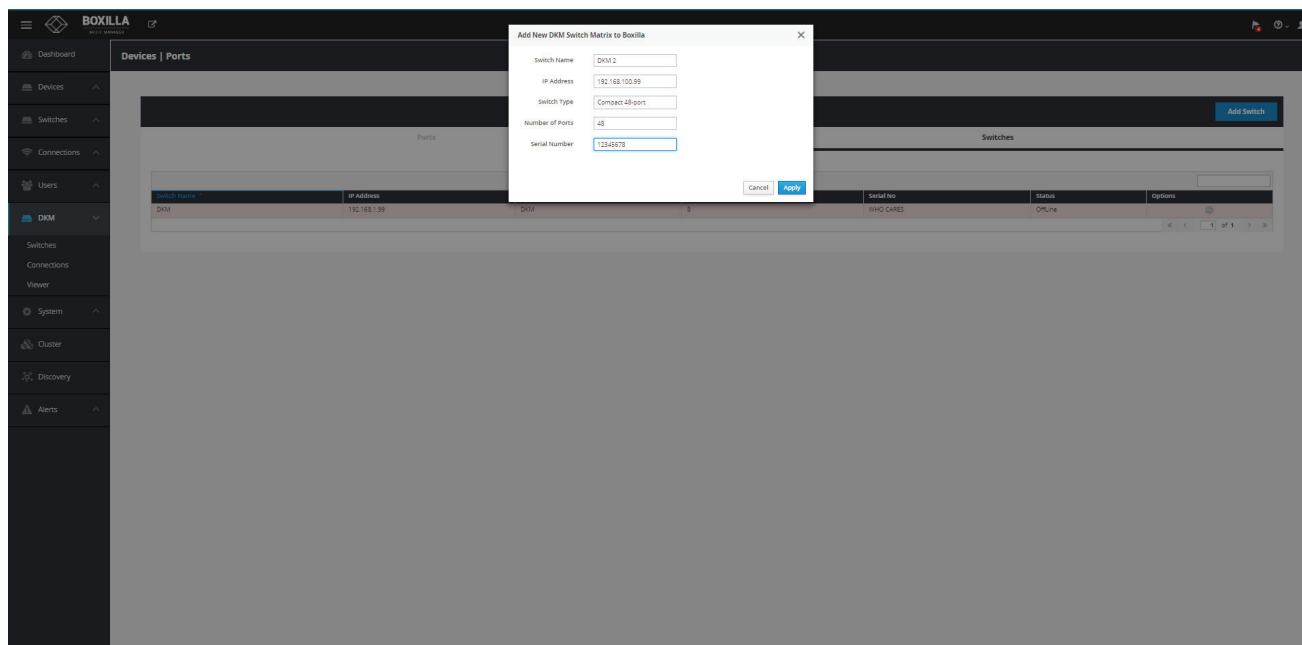 BOXILLA
Add New DKM Switch Matrix to Boxilla
Dashboard
Devices | Ports
Switch Name DKM 2
IP Address 192.168.100.99
Devices
Switch Type Compact 48-port
Add Switch
Switches
Number of Ports 48
Ports
Switches
Serial Number 12345678
Connections
Users
Cancel Apply
Switch Name IP Address Serial No Status Options
DKM 192.168.1.99 DKM 8 WHO CARES OffLine
DKM
1 of 1
Switches
Connections
Viewer
System
Cluster
Discovery
Alerts